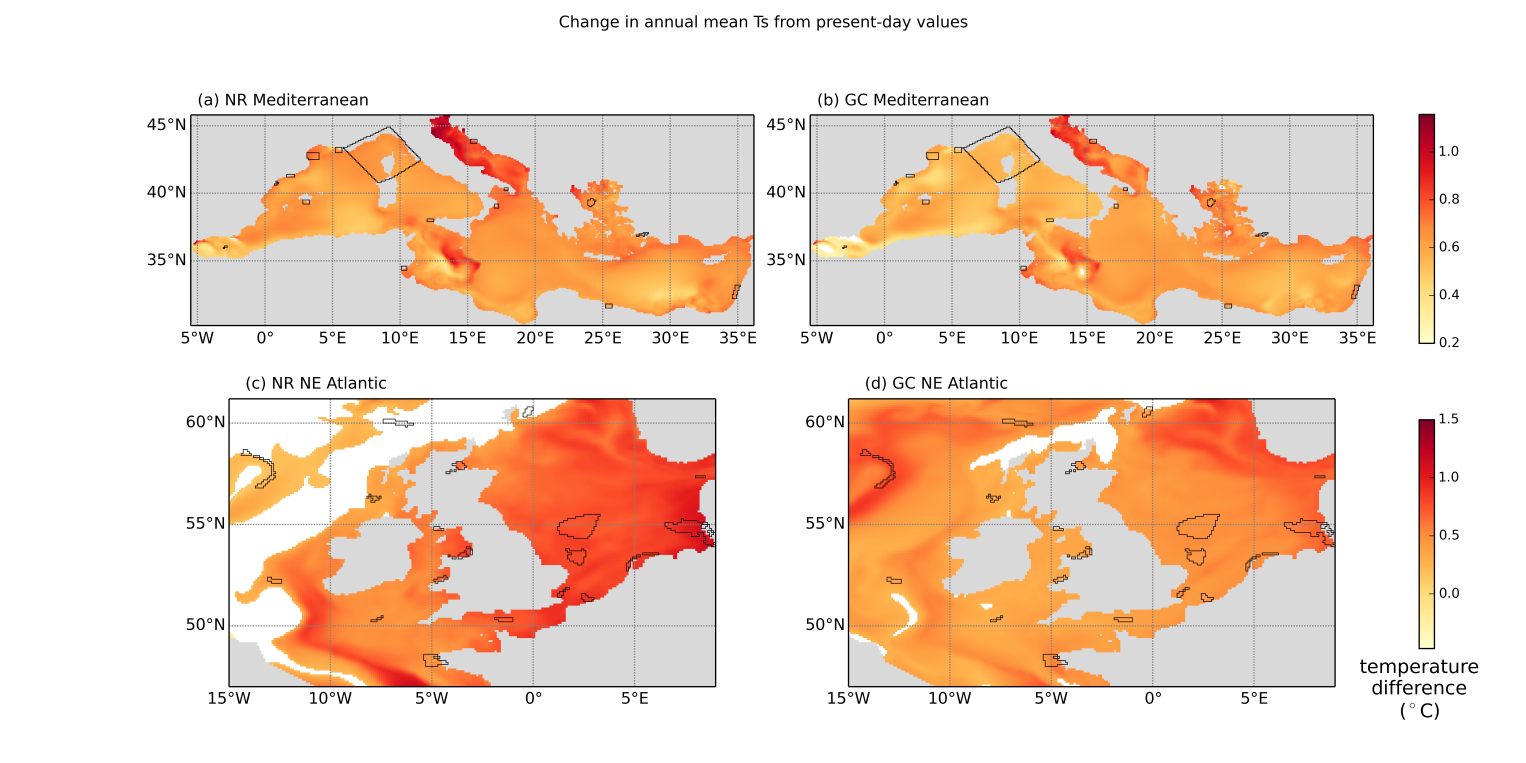 Change in annual mean Ts from present-day values
(a) NR Mediterranean
(b) GC Mediterranean
45°N
40°N
35°N
5°W 0° 5°E 10°E 15°E 20°E 25°E 30°E 35°E
45°N
40°N
35°N
5°W 0° 5°E 10°E 15°E 20°E 25°E 30°E 35°E
1.0
0.8
0.6
0.4
0.2
(c) NR NE Atlantic
(d) GC NE Atlantic
60°N
55°N
50°N
15°W 10°W 5°W 0° 5°E
60°N
55°N
50°N
15°W 10°W 5°W 0° 5°E
1.5
1.0
0.5
0.0
temperature
difference
(°C)